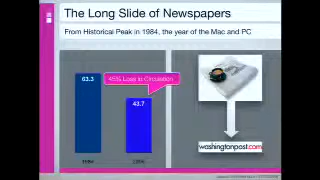 The Long Slide of Newspapers
From Historical Peak in 1984, the year of the Mac and PC
63.3
45% Loss in Circulation
43.7
washingtonpost.com